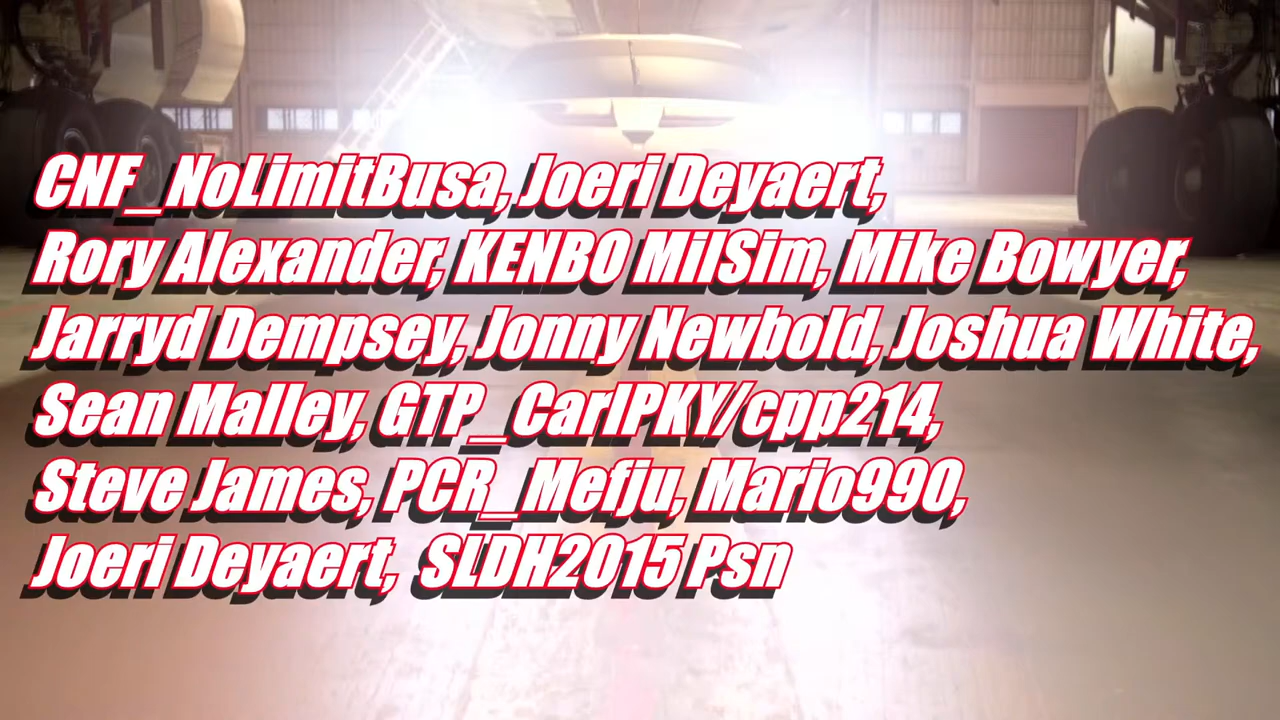 CNF_NoLimitBusa, Joeri Deyaert,
Rory Alexander, KENBO MilSim, Mike Bowyer,
Jarryd Dempsey, Jonny Newbold, Joshua White,
Sean Malley, GTP_CarlPKY/cpp214,
Steve James, PCR_Mefju, Mario990,
Joeri Deyaert, SLDH2015 Psn